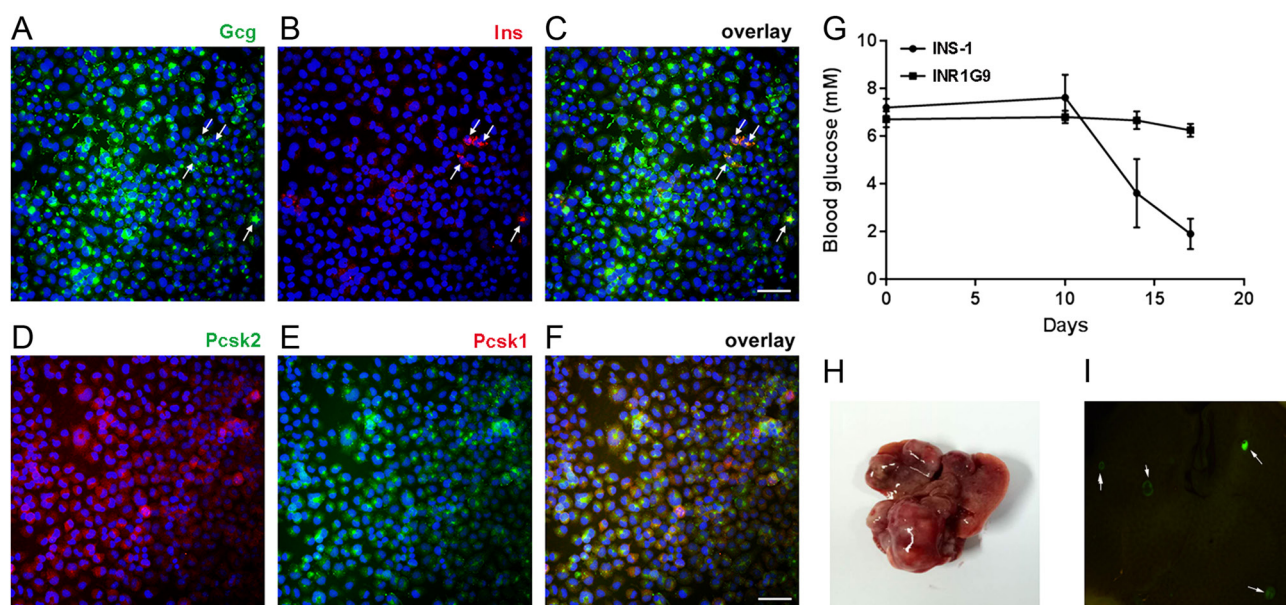 A Gcg
B Ins
C overlay
G
INS-1
INR1G9
Blood glucose (mM)
10
8
6
4
2
0
0 5 10 15 20
Days
D Pcsk2
E Pcsk1
F overlay
H
I